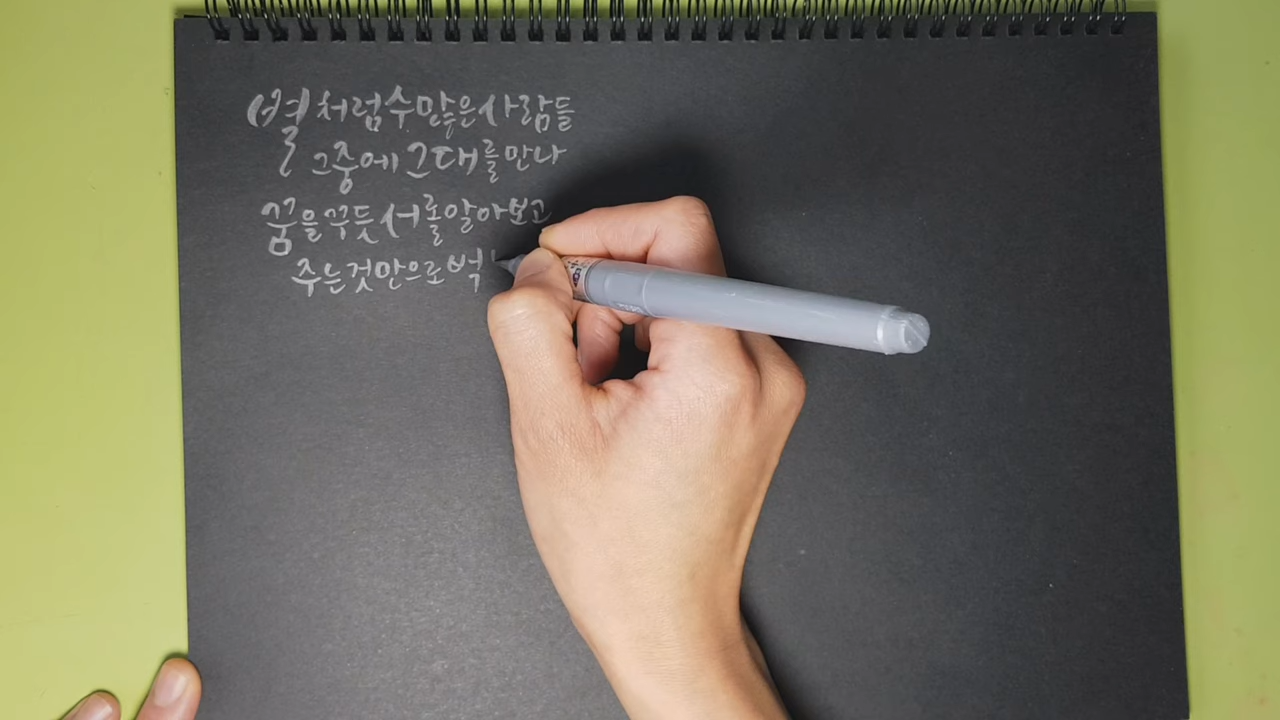 별처럼 수많은 사람들
그중에 그대를 만나
꿈을 꾸듯 서로 알아보고
주는 것만으로 벅